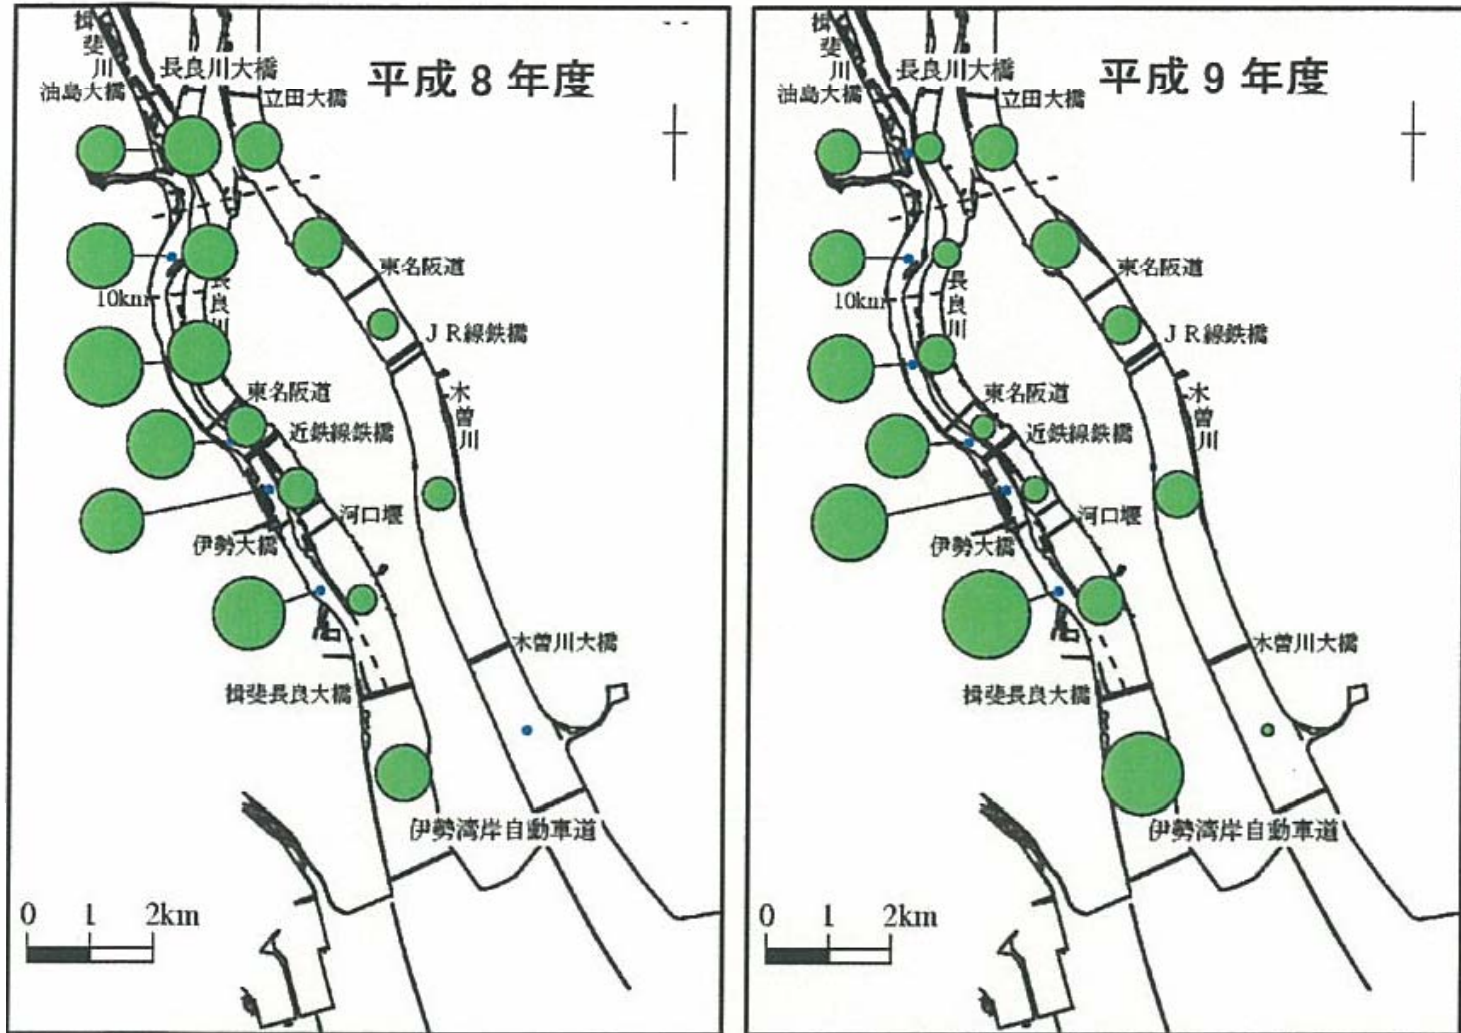 平成8年度
揖斐川
長良川大橋
油島大橋
立田大橋
東名阪道
10km
長良川
JR線鉄橋
東名阪道
木曽川
近鉄線鉄橋
河口堰
伊勢大橋
木曽川大橋
揖斐長良大橋
伊勢湾岸自動車道
0 1 2km
平成9年度
揖斐川
長良川大橋
油島大橋
立田大橋
東名阪道
10km
長良川
JR線鉄橋
東名阪道
木曽川
近鉄線鉄橋
河口堰
伊勢大橋
木曽川大橋
揖斐長良大橋
伊勢湾岸自動車道
0 1 2km